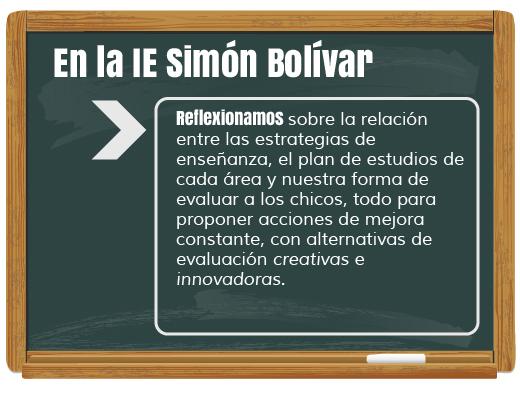 En la IE Simón Bolívar
Reflexionamos sobre la relación
entre las estrategias de
enseñanza, el plan de estudios de
cada área y nuestra forma de
evaluar a los chicos, todo para
proponer acciones de mejora
constante, con alternativas de
evaluación creativas e
innovadoras.